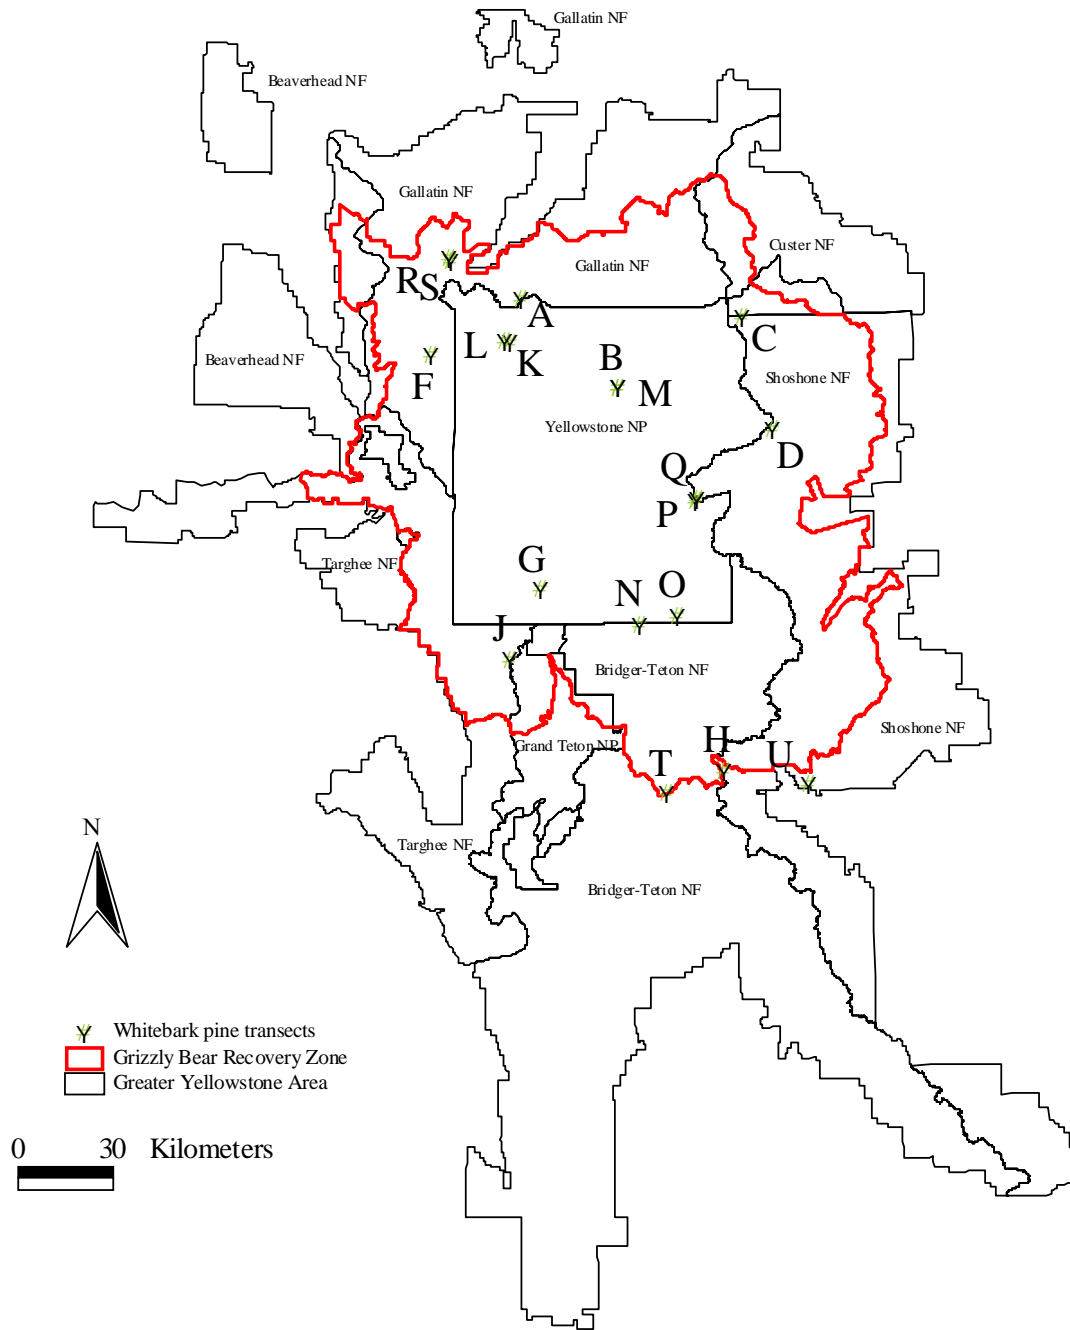 Gallatin NF
Beaverhead NF
Gallatin NF
Custer NF
Gallatin NF
R
S
A
C
L
K
Beaverhead NF
F
B
M
Shoshone NF
Yellowstone NP
D
Q
P
Targhee NF
G
N
O
J
Bridger-Teton NF
Shoshone NF
Grand Teton NP
H
U
T
N
Targhee NF
Bridger-Teton NF
Whitebark pine transects
Grizzly Bear Recovery Zone
Greater Yellowstone Area
0 30 Kilometers